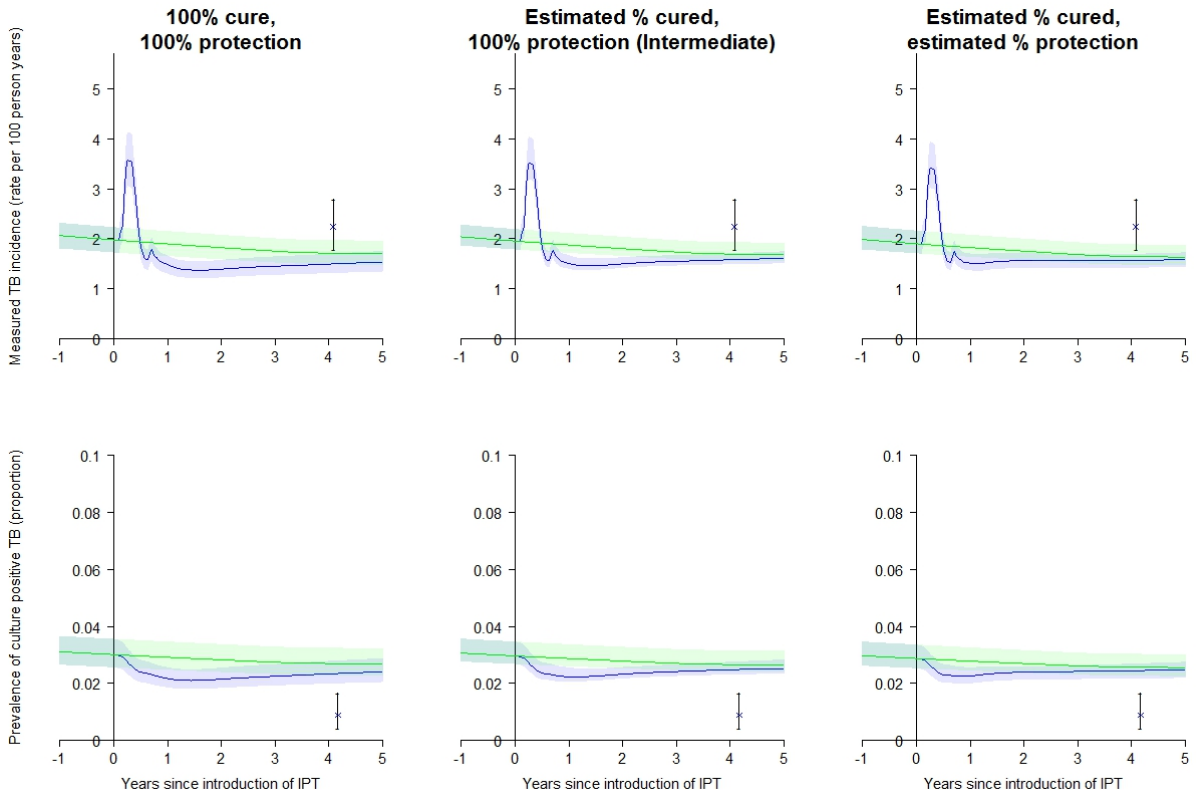 100% cure,
100% protection
Estimated % cured,
100% protection (Intermediate)
Estimated % cured,
estimated % protection
Measured TB incidence (rate per 100 person years)
5
4
3
2
1
0
-1 0 1 2 3 4 5
5
4
3
2
1
0
-1 0 1 2 3 4 5
5
4
3
2
1
0
-1 0 1 2 3 4 5
Prevalence of culture positive TB (proportion)
0.1
0.08
0.06
0.04
0.02
0
-1 0 1 2 3 4 5
Years since introduction of IPT
0.1
0.08
0.06
0.04
0.02
0
-1 0 1 2 3 4 5
Years since introduction of IPT
0.1
0.08
0.06
0.04
0.02
0
-1 0 1 2 3 4 5
Years since introduction of IPT